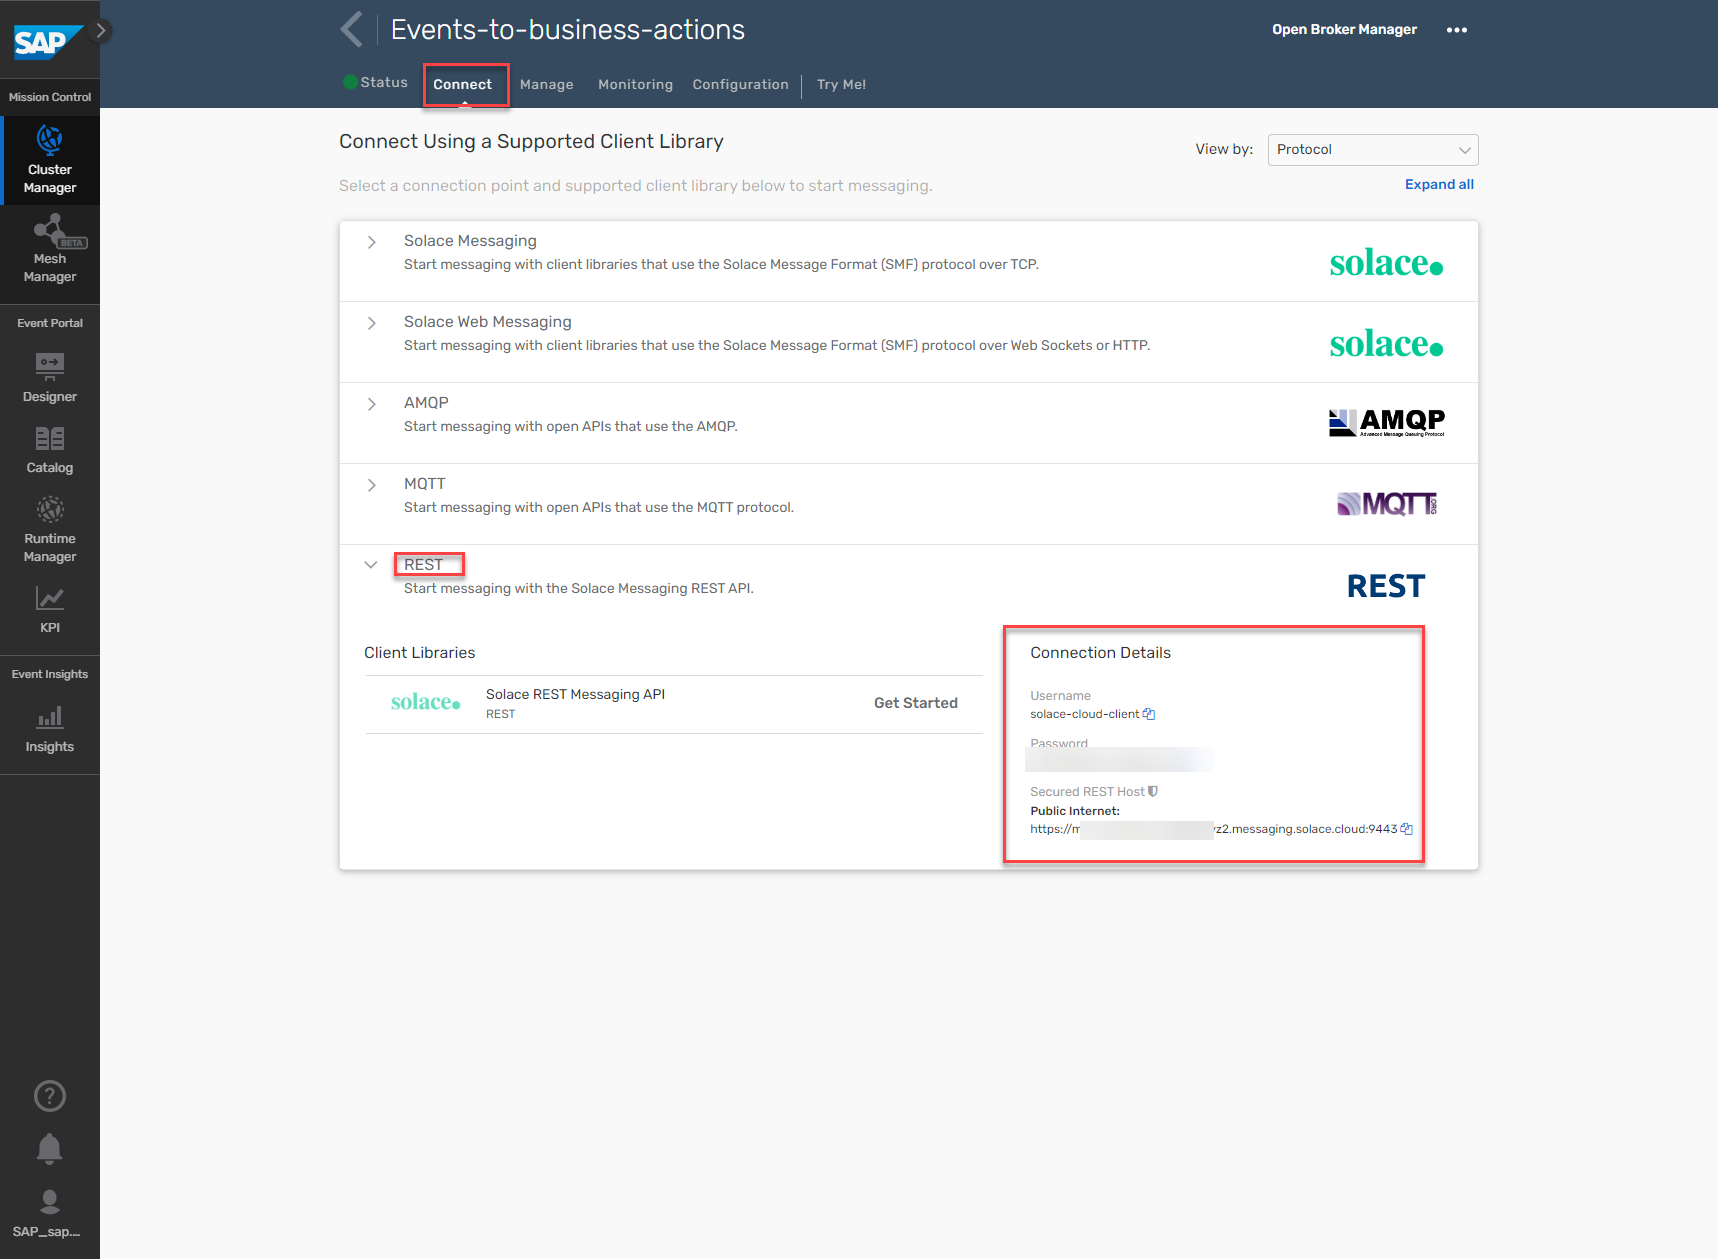 SAP
Mission Control
Cluster
Manager
BETA
Mesh
Manager
Event Portal
Designer
Catalog
Runtime
Manager
KPI
Event Insights
Insights
SAP_sap....
Events-to-business-actions
Open Broker Manager
Status
Connect
Manage
Monitoring
Configuration
Try Me!
Connect Using a Supported Client Library
View by:
Protocol
Select a connection point and supported client library below to start messaging.
Expand all
Solace Messaging
Start messaging with client libraries that use the Solace Message Format (SMF) protocol over TCP.
solace.
Solace Web Messaging
Start messaging with client libraries that use the Solace Message Format (SMF) protocol over Web Sockets or HTTP.
solace.
AMQP
Start messaging with open APIs that use the AMQP.
AMQP
Advanced Message Queuing Protocol
MQTT
Start messaging with open APIs that use the MQTT protocol.
MQTT
.ORG
REST
Start messaging with the Solace Messaging REST API.
REST
Client Libraries
solace.
Solace REST Messaging API
REST
Get Started
Connection Details
Username
solace-cloud-client
Password
Secured REST Host
Public Internet:
https://m z2.messaging.solace.cloud:9443